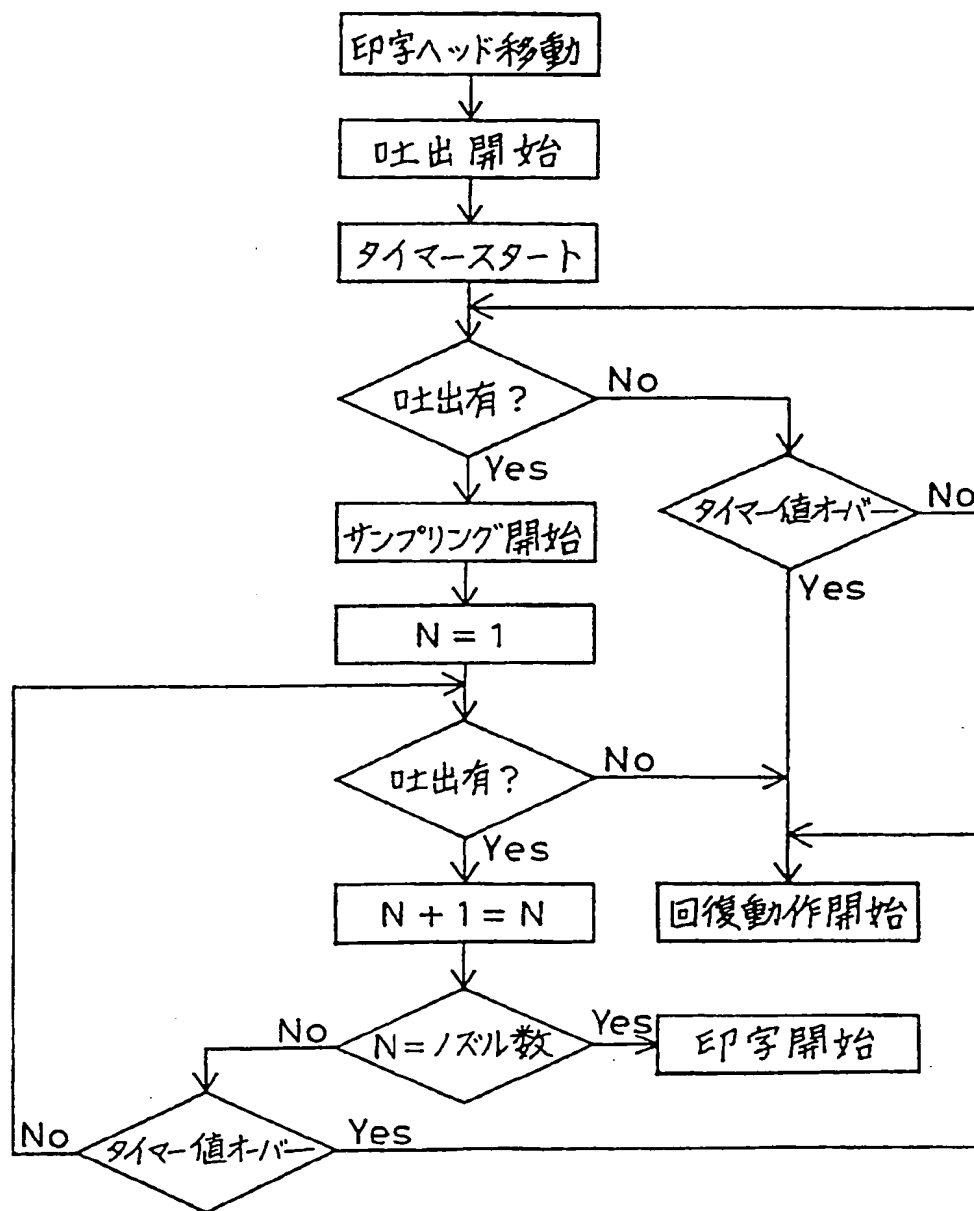 印字ヘッド移動
吐出開始
タイマースタート
吐出有?
No
Yes
タイマー値オーバー
No
Yes
サンプリング開始
N=1
吐出有?
No
Yes
N+1=N
回復動作開始
N=ノズル数
No
Yes
印字開始
タイマー値オーバー
No
Yes